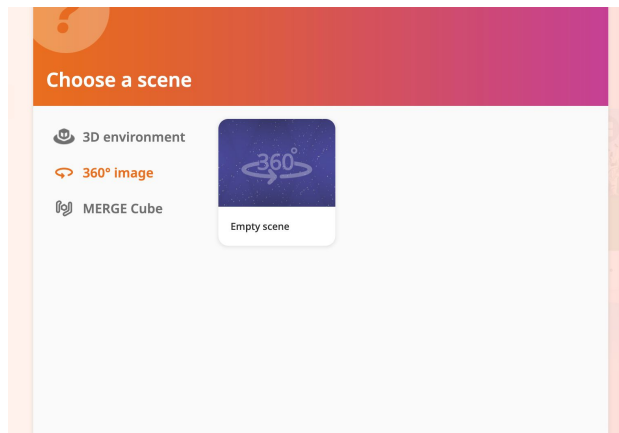 ?
Choose a scene
3D environment
360° image
MERGE Cube
360°
Empty scene